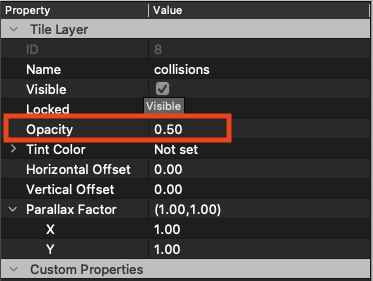 Property Value
Tile Layer
ID 8
Name collisions
Visible
Locked Visible
Opacity 0.50
Tint Color Not set
Horizontal Offset 0.00
Vertical Offset 0.00
Parallax Factor (1.00,1.00)
X 1.00
Y 1.00
Custom Properties